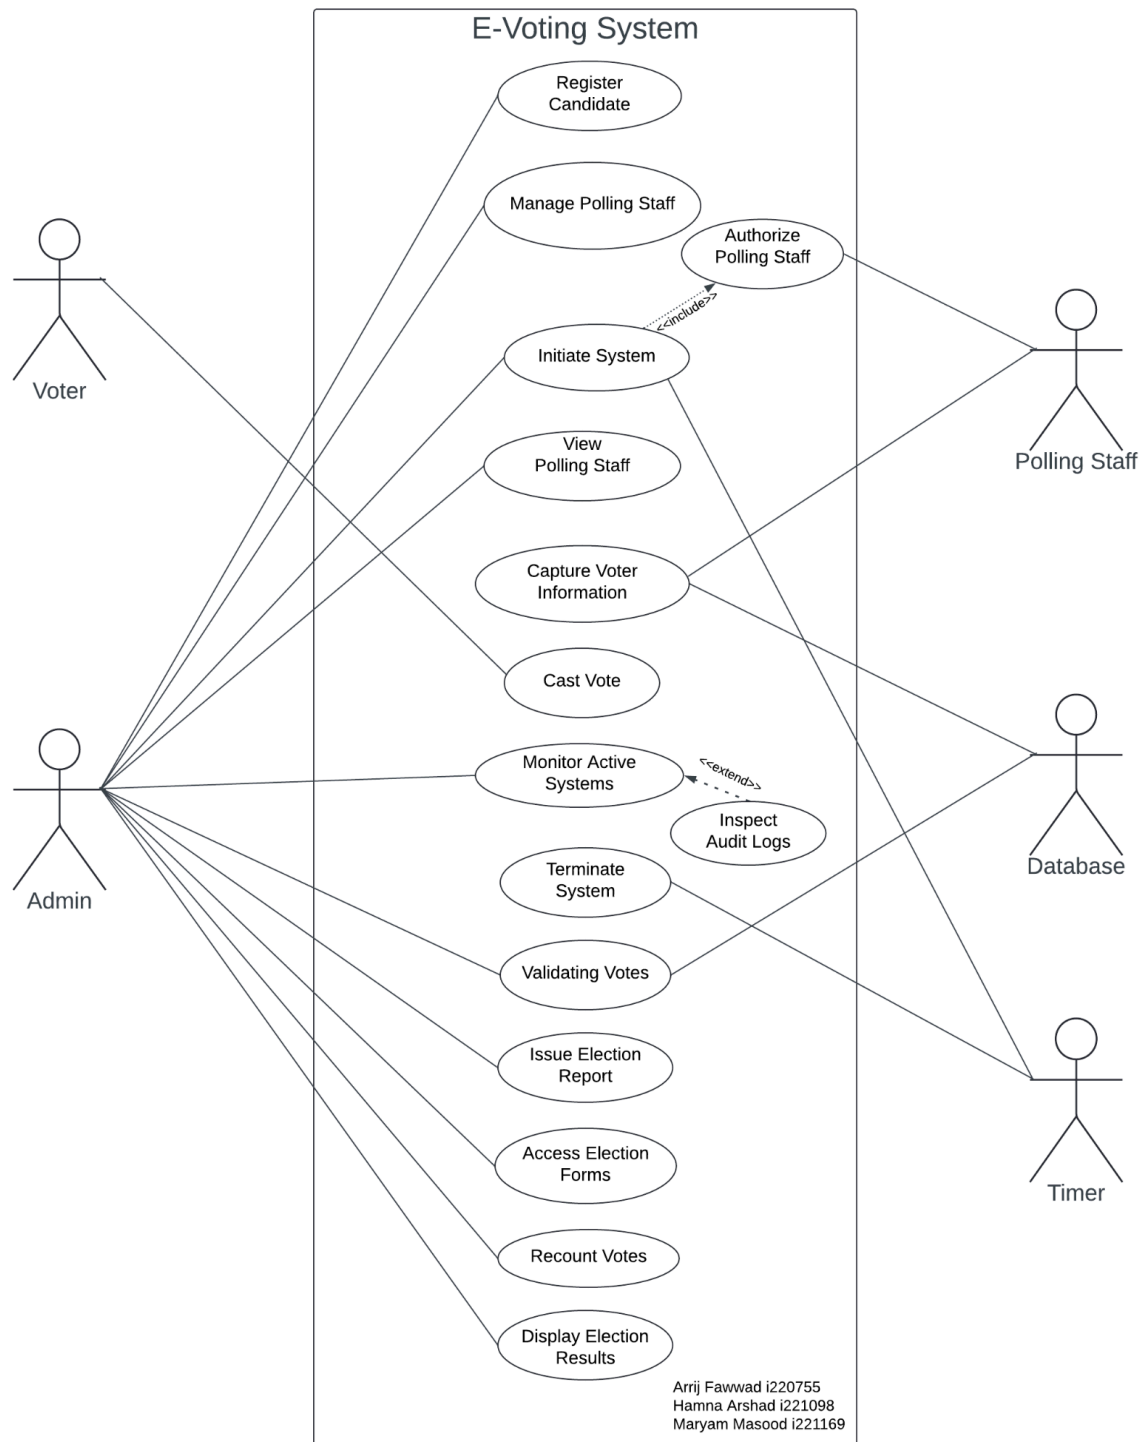 E-Voting System
Register
Candidate
Manage Polling Staff
Authorize
Polling Staff
<<include>>
Initiate System
Voter
View
Polling Staff
Polling Staff
Capture Voter
Information
Cast Vote
Monitor Active
Systems
<<extend>>
Inspect
Audit Logs
Database
Terminate
System
Admin
Validating Votes
Issue Election
Report
Access Election
Forms
Timer
Recount Votes
Display Election
Results
Arrij Fawwad i220755
Hamna Arshad i221098
Maryam Masood i221169